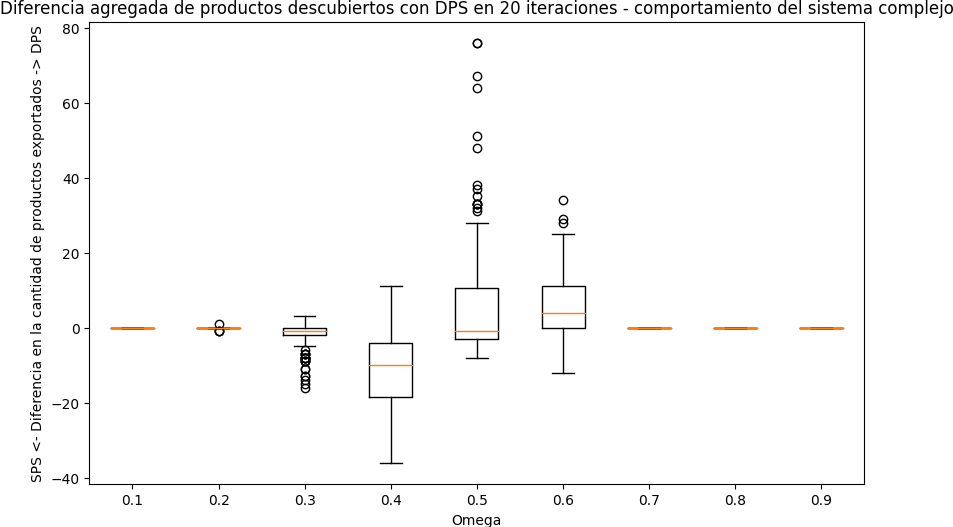 Diferencia agregada de productos descubiertos con DPS en 20 iteraciones - comportamiento del sistema complejo
SPS <- Diferencia en la cantidad de productos exportados -> DPS
80
60
40
20
0
−20
−40
0.1 0.2 0.3 0.4 0.5 0.6 0.7 0.8 0.9
Omega